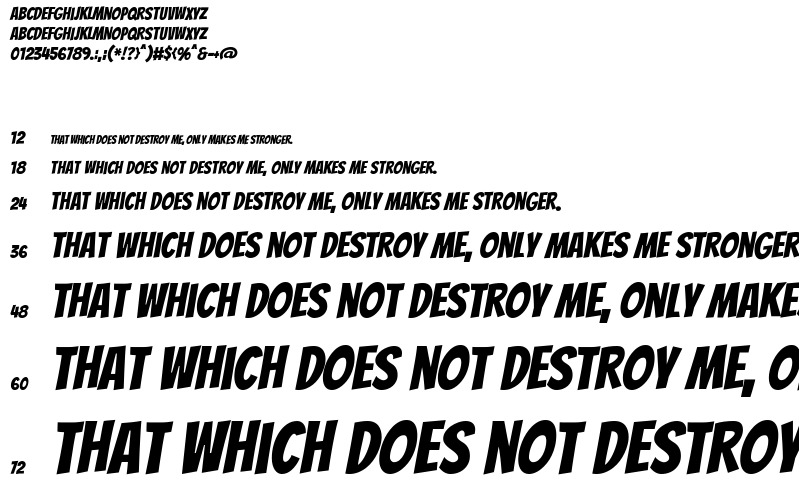 ABCDEFGHIJKLMNOPQRSTUVWXYZ
ABCDEFGHIJKLMNOPQRSTUVWXYZ
0123456789.:,;(*!?}^)#${%^&-+@
12 THAT WHICH DOES NOT DESTROY ME, ONLY MAKES ME STRONGER.
18 THAT WHICH DOES NOT DESTROY ME, ONLY MAKES ME STRONGER.
24 THAT WHICH DOES NOT DESTROY ME, ONLY MAKES ME STRONGER.
36 THAT WHICH DOES NOT DESTROY ME, ONLY MAKES ME STRONGER
48 THAT WHICH DOES NOT DESTROY ME, ONLY MAKE
60 THAT WHICH DOES NOT DESTROY ME, O
72 THAT WHICH DOES NOT DESTROY